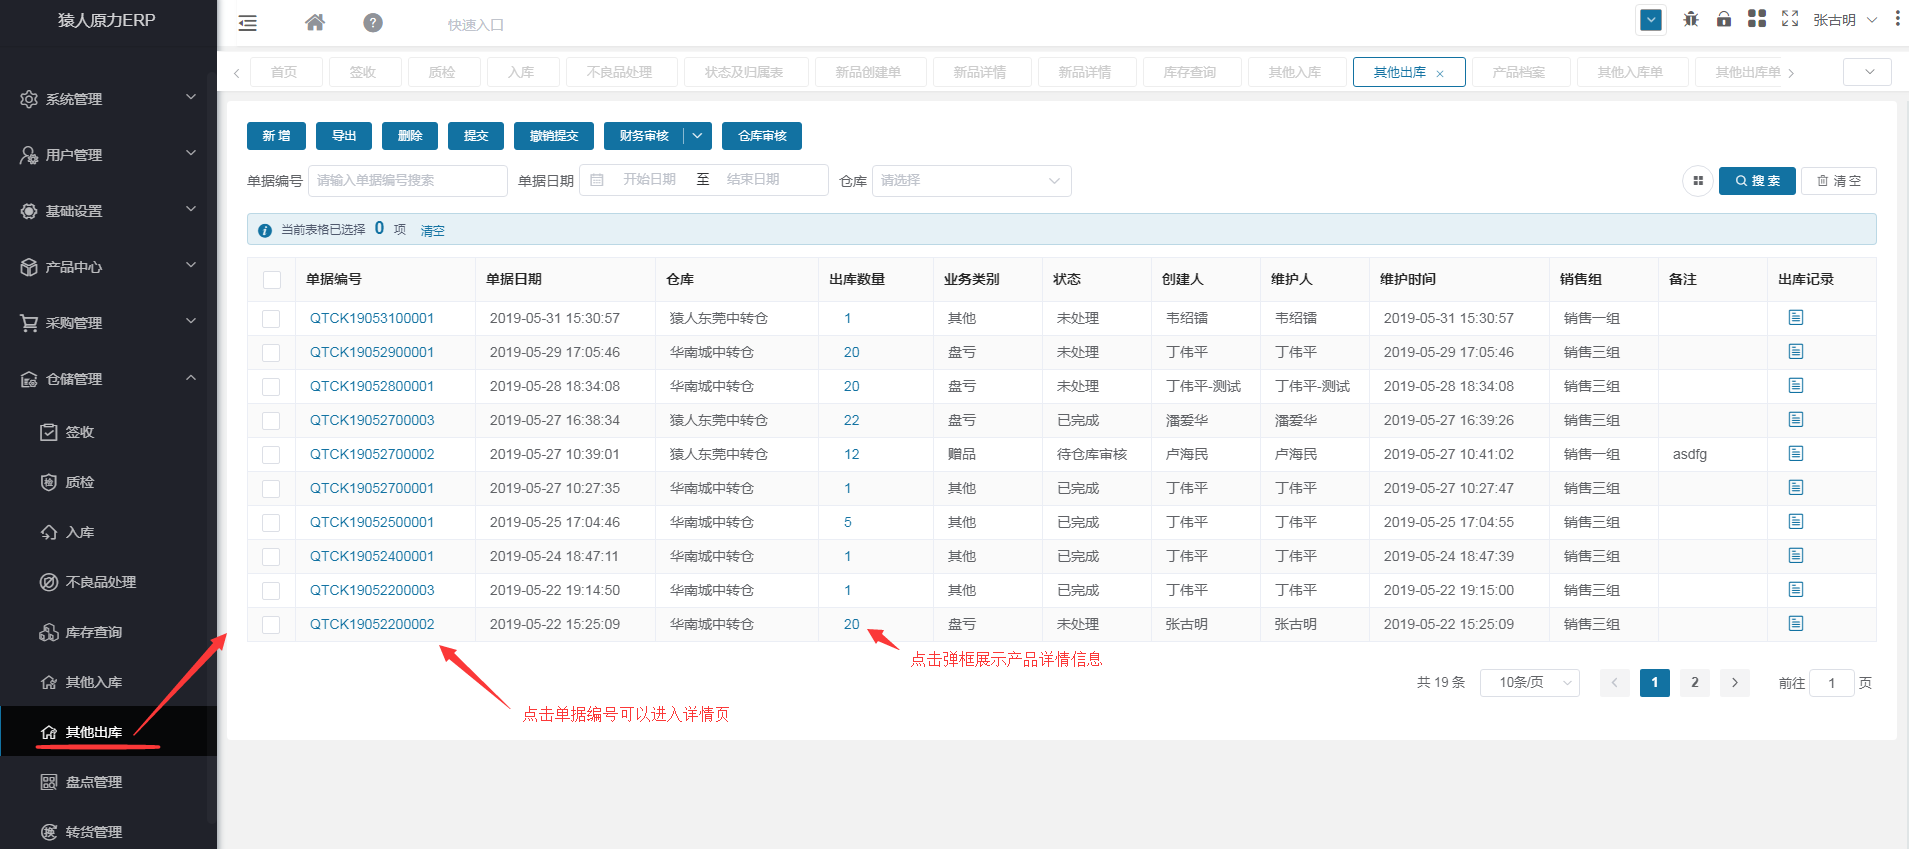 猿人原力ERP
快速入口
张古明
首页
签收
质检
入库
不良品处理
状态及归属表
新品创建单
新品详情
新品详情
库存查询
其他入库
其他出库 ×
产品档案
其他入库单
其他出库单
系统管理
用户管理
基础设置
产品中心
采购管理
仓储管理
签收
质检
入库
不良品处理
库存查询
其他入库
其他出库
盘点管理
转货管理
新 增
导出
删除
提交
撤销提交
财务审核
仓库审核
单据编号 请输入单据编号搜索 单据日期 开始日期 至 结束日期 仓库 请选择
搜 索
清 空
当前表格已选择 0 项 清空
单据编号 单据日期 仓库 出库数量 业务类别 状态 创建人 维护人 维护时间 销售组 备注 出库记录
QTCK19053100001 2019-05-31 15:30:57 猿人东莞中转仓 1 其他 未处理 韦绍镭 韦绍镭 2019-05-31 15:30:57 销售一组
QTCK19052900001 2019-05-29 17:05:46 华南城中转仓 20 盘亏 未处理 丁伟平 丁伟平 2019-05-29 17:05:46 销售三组
QTCK19052800001 2019-05-28 18:34:08 华南城中转仓 20 盘亏 未处理 丁伟平-测试 丁伟平-测试 2019-05-28 18:34:08 销售三组
QTCK19052700003 2019-05-27 16:38:34 猿人东莞中转仓 22 盘亏 已完成 潘爱华 潘爱华 2019-05-27 16:39:26 销售三组
QTCK19052700002 2019-05-27 10:39:01 猿人东莞中转仓 12 赠品 待仓库审核 卢海民 卢海民 2019-05-27 10:41:02 销售一组 asdfg
QTCK19052700001 2019-05-27 10:27:35 华南城中转仓 1 其他 已完成 丁伟平 丁伟平 2019-05-27 10:27:47 销售三组
QTCK19052500001 2019-05-25 17:04:46 华南城中转仓 5 其他 已完成 丁伟平 丁伟平 2019-05-25 17:04:55 销售三组
QTCK19052400001 2019-05-24 18:47:11 华南城中转仓 1 其他 已完成 丁伟平 丁伟平 2019-05-24 18:47:39 销售三组
QTCK19052200003 2019-05-22 19:14:50 华南城中转仓 1 其他 已完成 丁伟平 丁伟平 2019-05-22 19:15:00 销售三组
QTCK19052200002 2019-05-22 15:25:09 华南城中转仓 20 盘亏 未处理 张古明 张古明 2019-05-22 15:25:09 销售三组
点击弹框展示产品详情信息
点击单据编号可以进入详情页
共 19 条 10条/页 1 2 前往 1 页